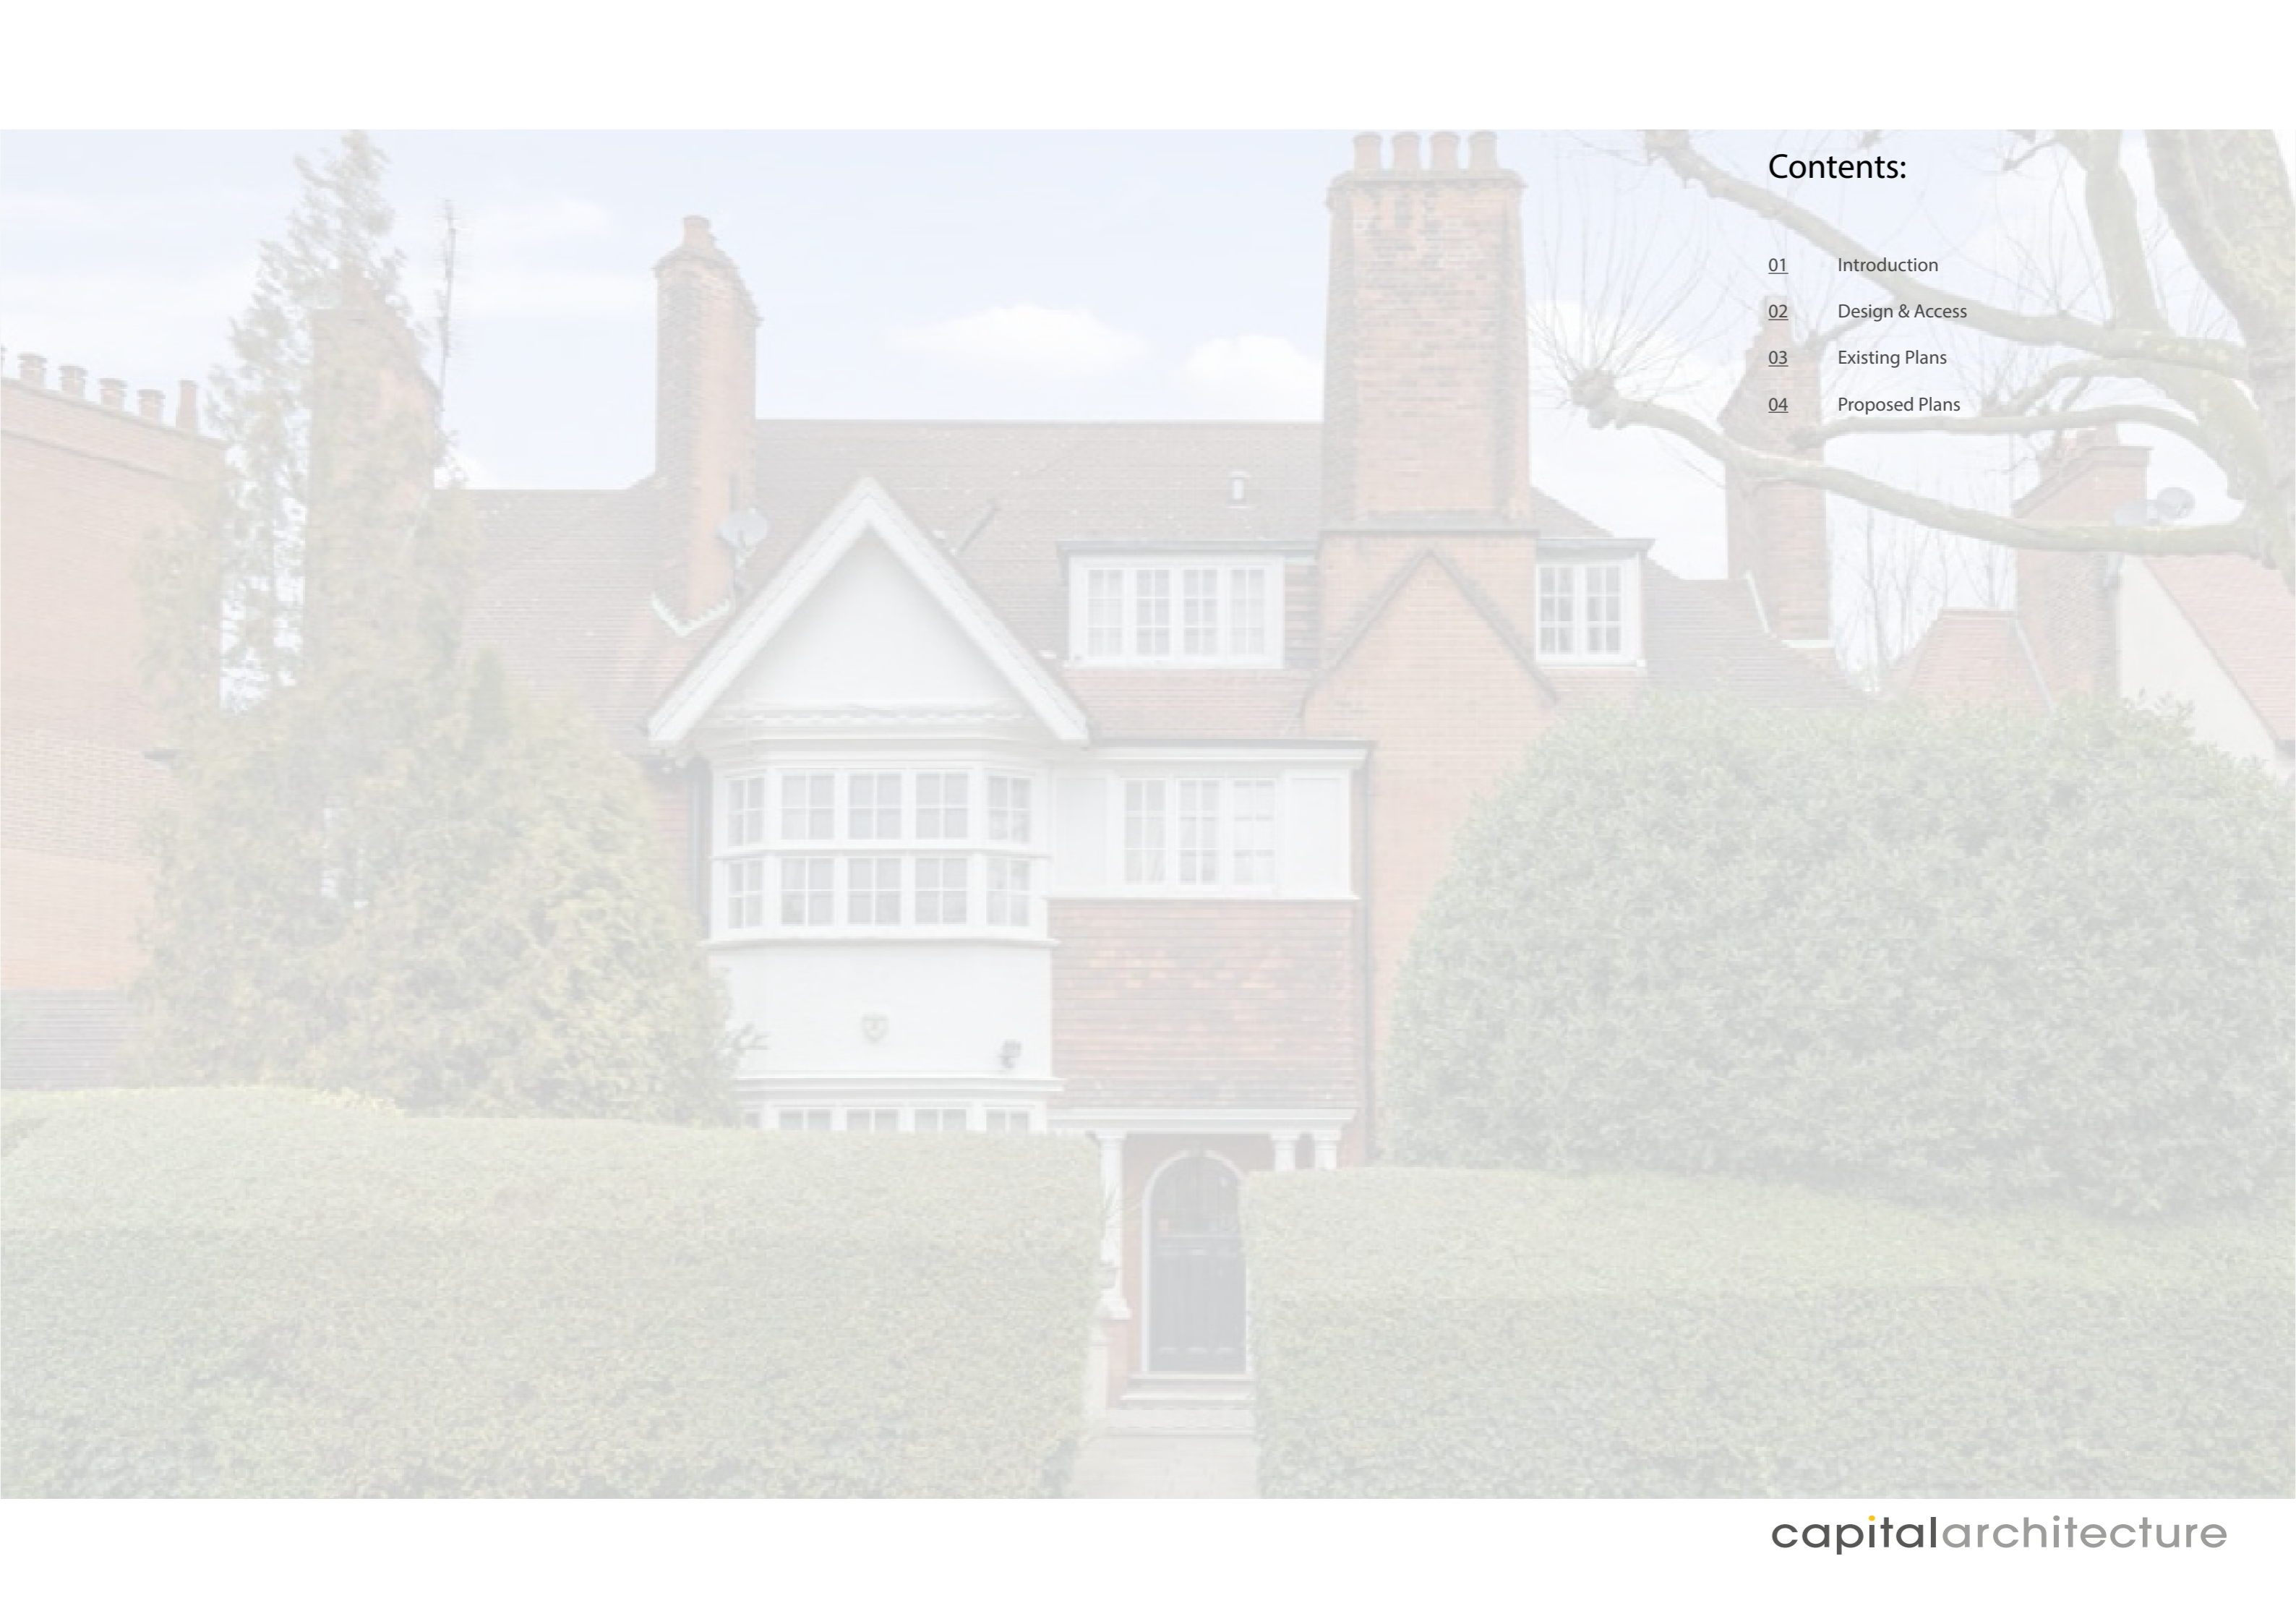 Contents:
01 Introduction
02 Design & Access
03 Existing Plans
04 Proposed Plans
capitalarchitecture